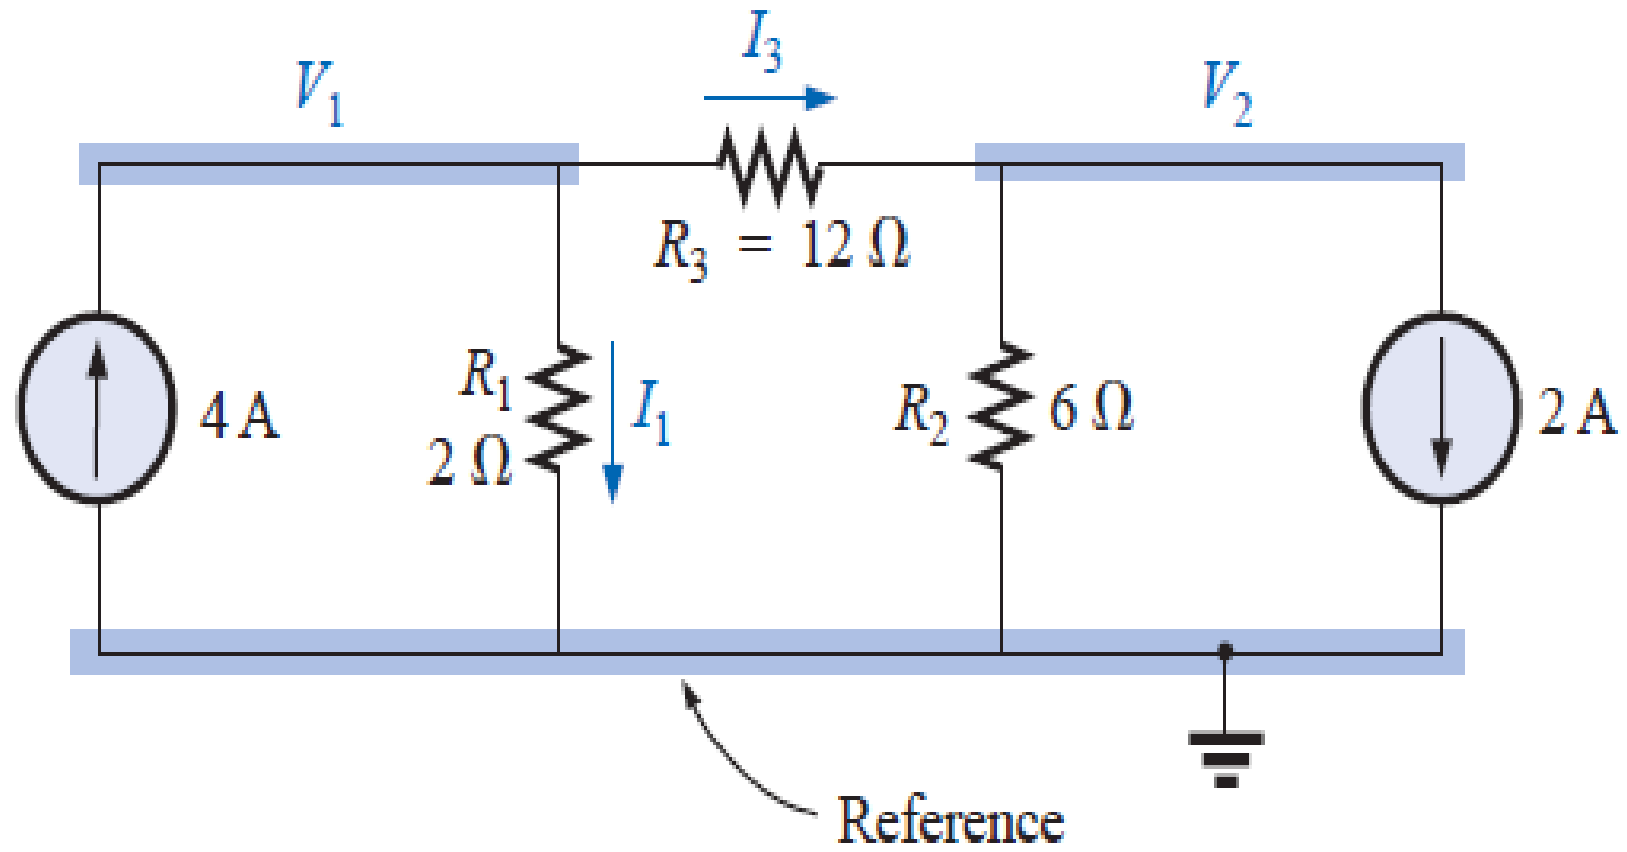 I₃
V₁
V₂
R₃ = 12 Ω
R₁
2 Ω
4 A
I₁
R₂
6 Ω
2 A
Reference